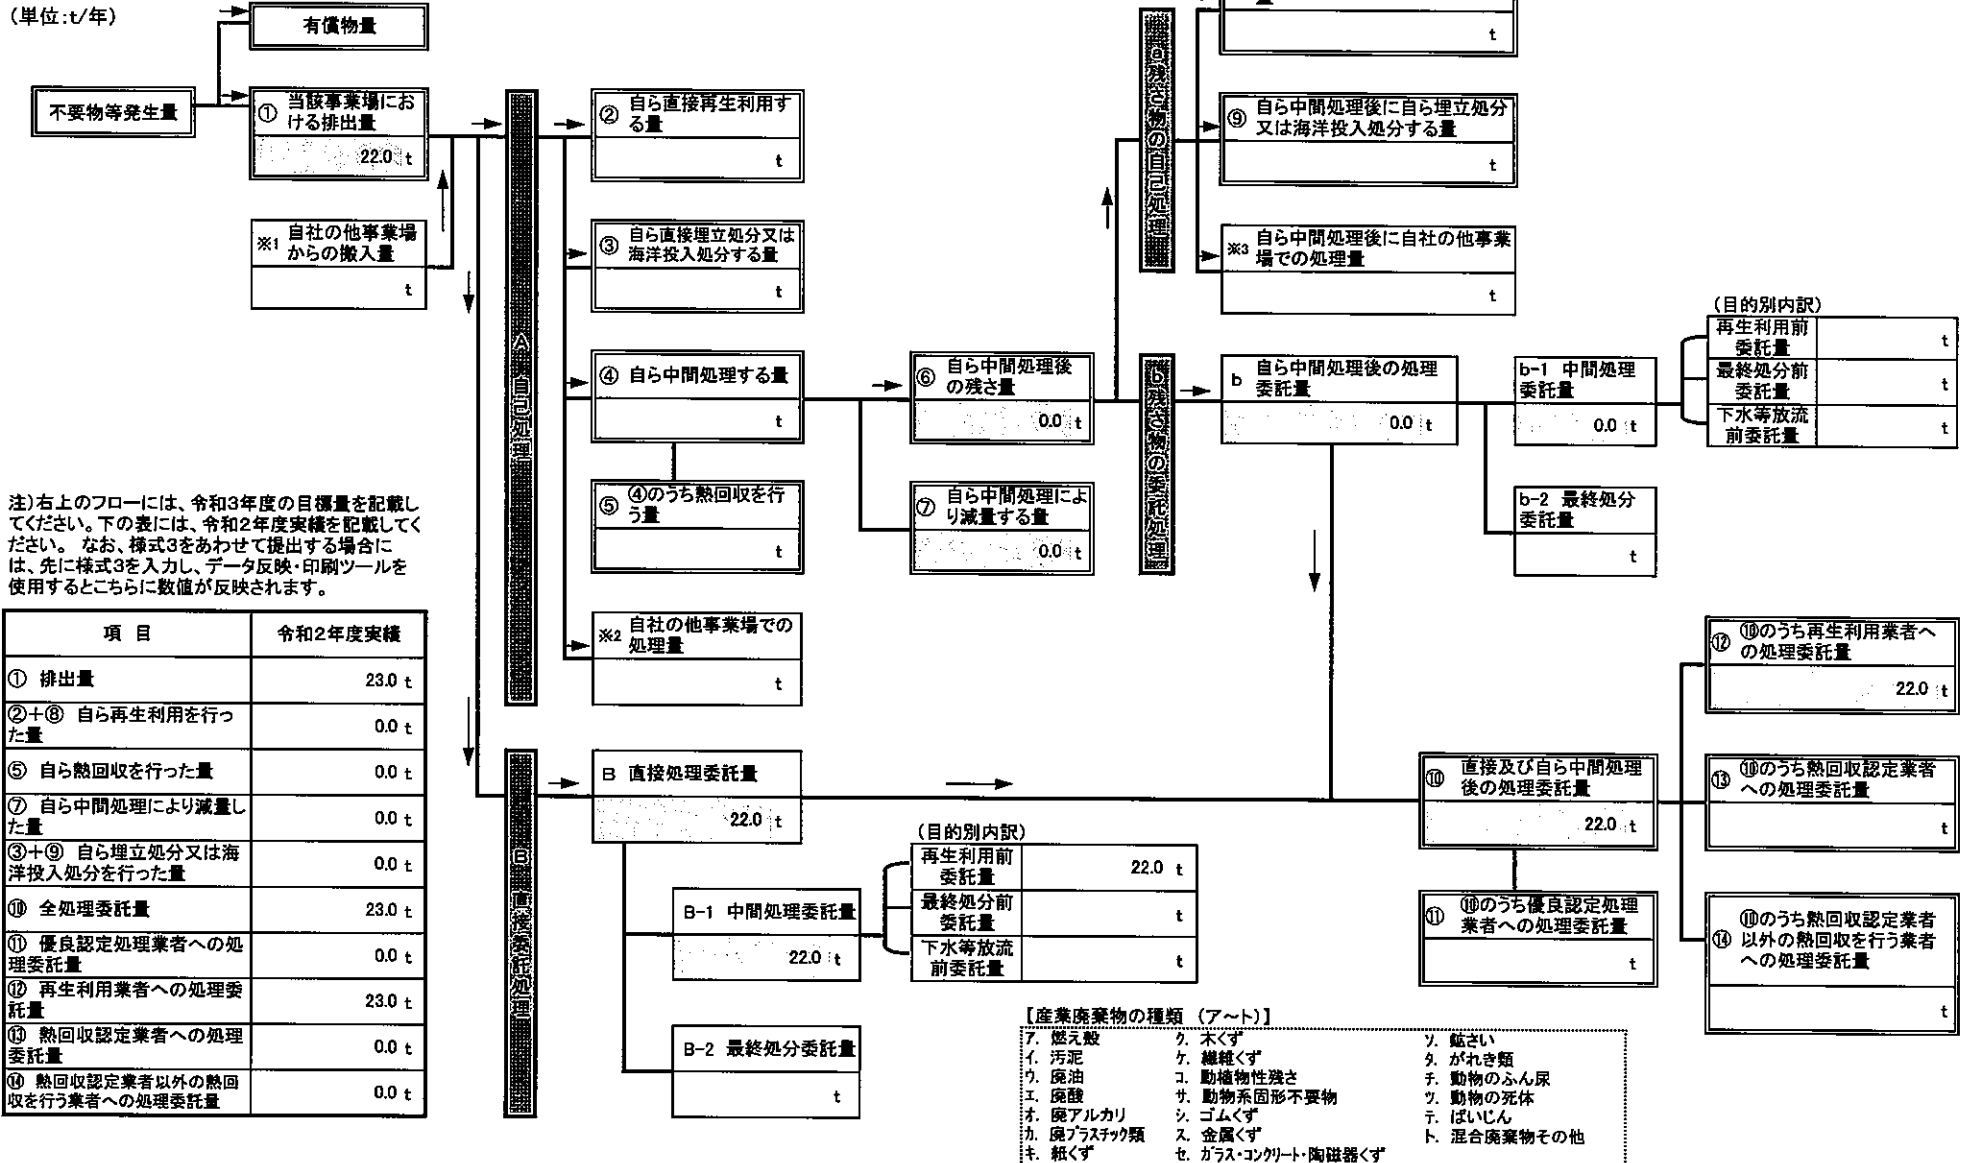 (単位:t/年)
有償物量
不要物等発生量
① 当該事業場にお
ける排出量
22.0 t
※1 自社の他事業場
からの搬入量
t
A 自己処理
② 自ら直接再生利用す
る量
t
③ 自ら直接埋立処分又は
海洋投入処分する量
t
④ 自ら中間処理する量
t
⑤ ④のうち熱回収を行
う量
t
※2 自社の他事業場での
処理量
t
⑥ 自ら中間処理後
の残さ量
0.0 t
⑦ 自ら中間処理によ
り減量する量
0.0 t
a残さ物の自己処理
量
t
⑨ 自ら中間処理後に自ら埋立処分
又は海洋投入処分する量
t
※3 自ら中間処理後に自社の他事業
場での処理量
t
b残さ物の委託処理
b 自ら中間処理後の処理
委託量
0.0 t
b-1 中間処理
委託量
0.0 t
b-2 最終処分
委託量
t
(目的別内訳)
再生利用前
委託量 t
最終処分前
委託量 t
下水等放流
前委託量 t
注)右上のフローには、令和3年度の目標量を記載し
てください。下の表には、令和2年度実績を記載してく
ださい。 なお、様式3をあわせて提出する場合に
は、先に様式3を入力し、データ反映・印刷ツールを
使用するとこちらに数値が反映されます。
項 目 令和2年度実績
① 排出量 23.0 t
②+⑧ 自ら再生利用を行っ
た量 0.0 t
⑤ 自ら熱回収を行った量 0.0 t
⑦ 自ら中間処理により減量し
た量 0.0 t
③+⑨ 自ら埋立処分又は海
洋投入処分を行った量 0.0 t
⑩ 全処理委託量 23.0 t
⑪ 優良認定処理業者への処
理委託量 0.0 t
⑫ 再生利用業者への処理委
託量 23.0 t
⑬ 熱回収認定業者への処理
委託量 0.0 t
⑭ 熱回収認定業者以外の熱回
収を行う業者への処理委託量 0.0 t
B 直接委託処理
B 直接処理委託量
22.0 t
B-1 中間処理委託量
22.0 t
B-2 最終処分委託量
t
(目的別内訳)
再生利用前
委託量 22.0 t
最終処分前
委託量 t
下水等放流
前委託量 t
⑩ 直接及び自ら中間処理
後の処理委託量
22.0 t
⑪ ⑩のうち優良認定処理
業者への処理委託量
t
⑫ ⑩のうち再生利用業者へ
の処理委託量
22.0 t
⑬ ⑩のうち熱回収認定業者
への処理委託量
t
⑭ ⑩のうち熱回収認定業者
以外の熱回収を行う業者
への処理委託量
t
【産業廃棄物の種類 (ア~ト)】
ア. 燃え殻 ク. 木くず ソ. 鉱さい
イ. 汚泥 ケ. 繊維くず タ. がれき類
ウ. 廃油 コ. 動植物性残さ チ. 動物のふん尿
エ. 廃酸 サ. 動物系固形不要物 ツ. 動物の死体
オ. 廃アルカリ シ. ゴムくず テ. ばいじん
カ. 廃プラスチック類 ス. 金属くず ト. 混合廃棄物その他
キ. 紙くず セ. ガラス・コンクリート・陶磁器くず